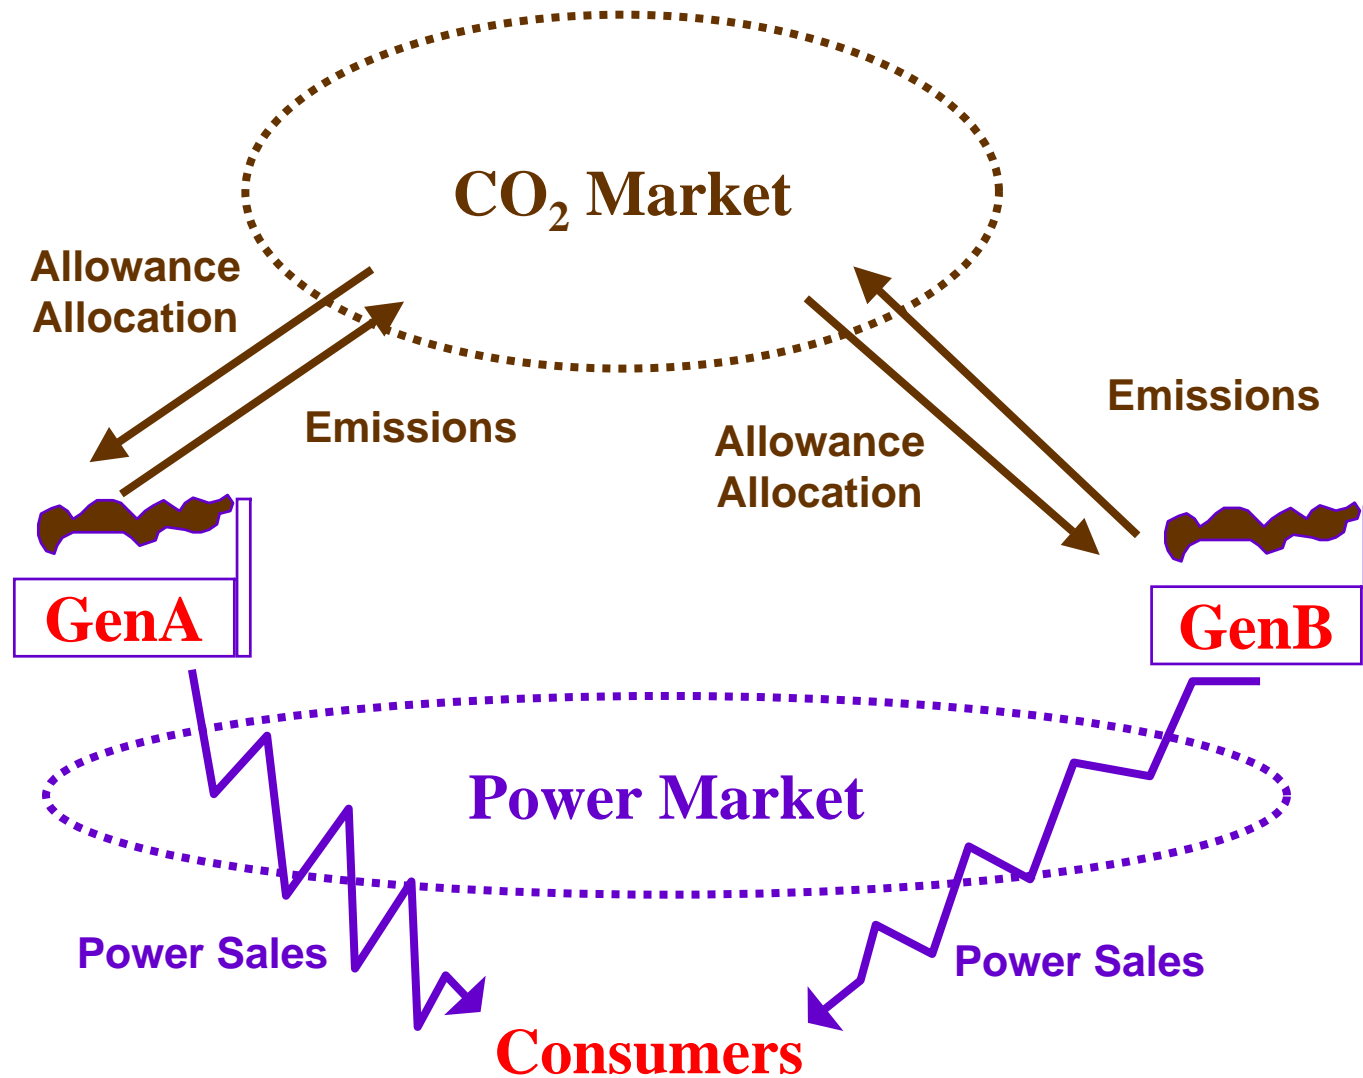 CO₂ Market
Allowance
Allocation
Emissions
Emissions
Allowance
Allocation
GenA
GenB
Power Market
Power Sales
Power Sales
Consumers